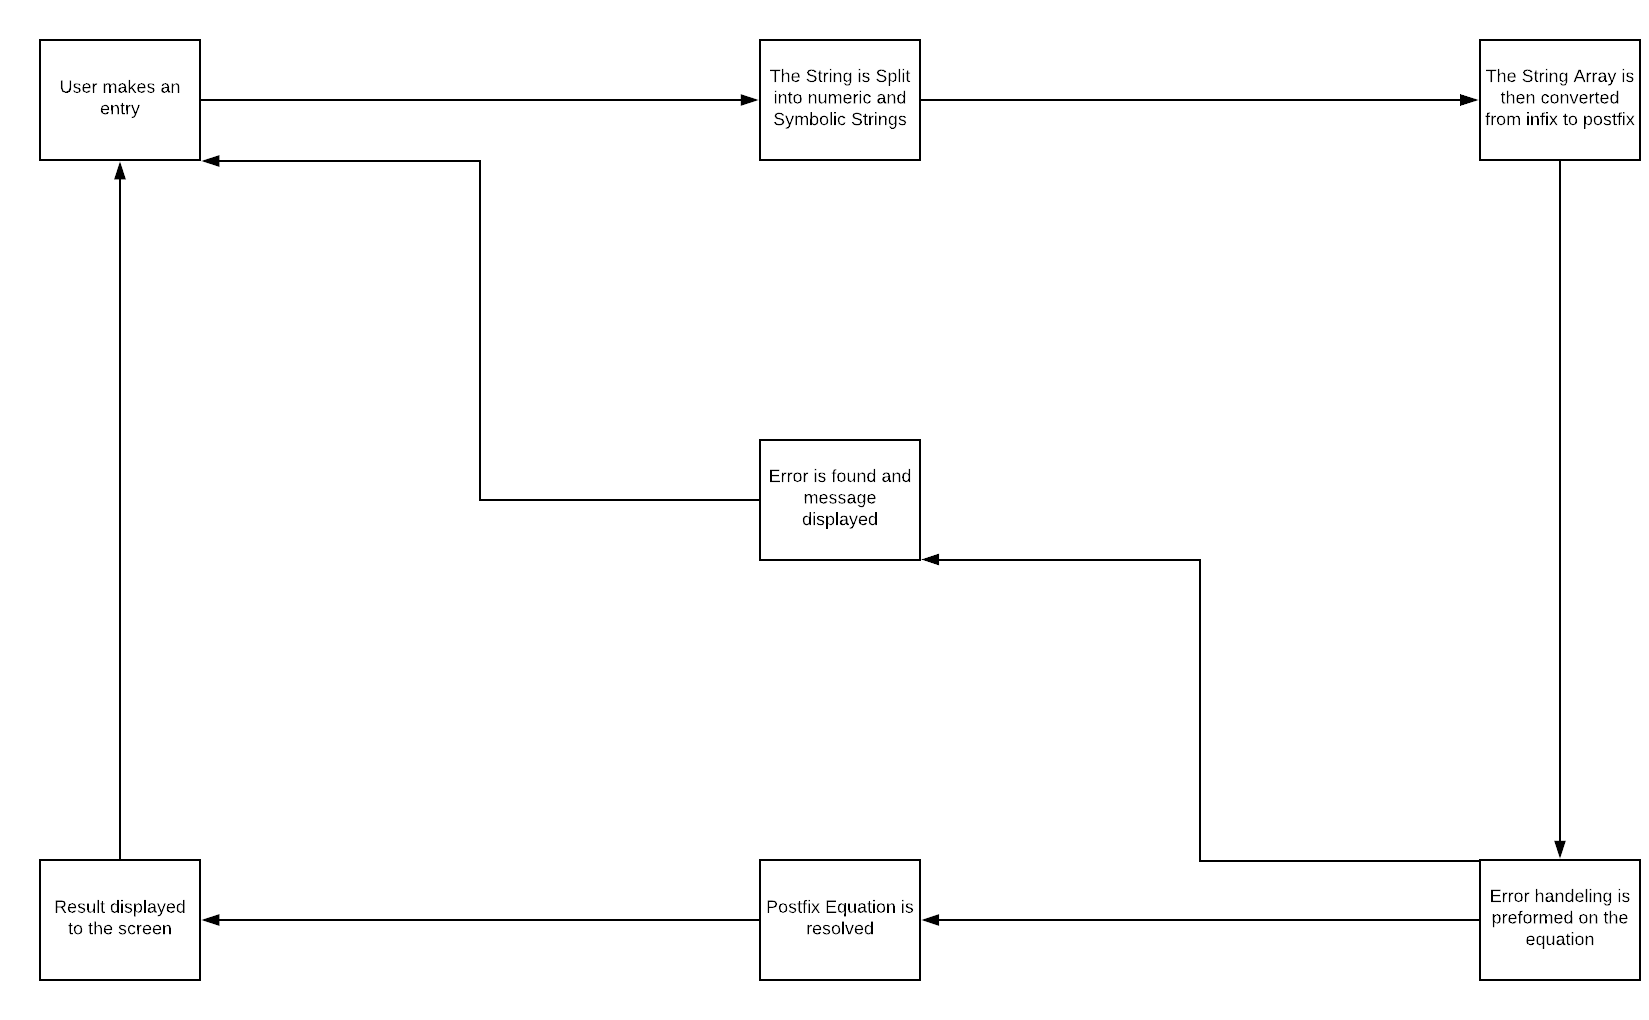 User makes an
entry
The String is Split
into numeric and
Symbolic Strings
The String Array is
then converted
from infix to postfix
Error is found and
message
displayed
Result displayed
to the screen
Postfix Equation is
resolved
Error handeling is
preformed on the
equation